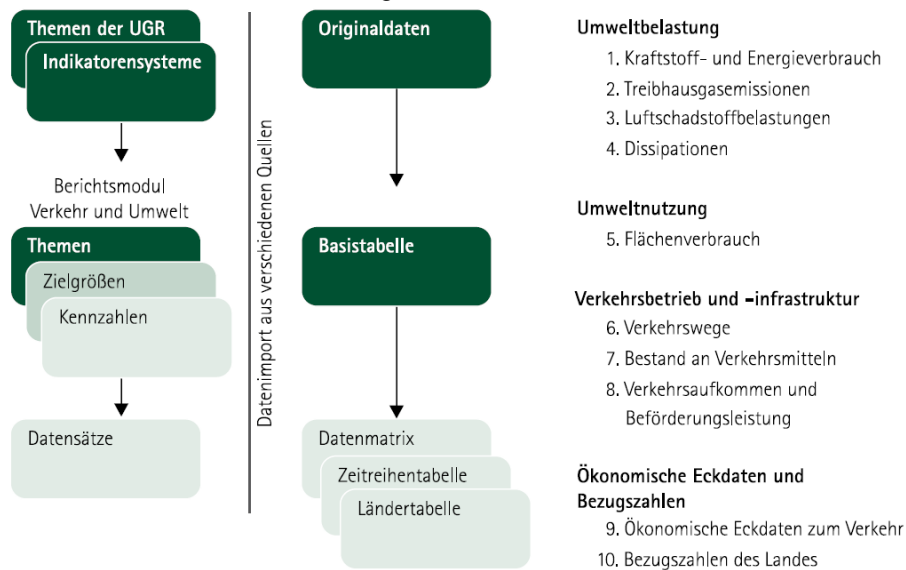 Themen der UGR
Indikatorensysteme
Berichtsmodul
Verkehr und Umwelt
Themen
Zielgrößen
Kennzahlen
Datensätze
Datenimport aus verschiedenen Quellen
Originaldaten
Basistabelle
Datenmatrix
Zeitreihentabelle
Ländertabelle
Umweltbelastung
1. Kraftstoff- und Energieverbrauch
2. Treibhausgasemissionen
3. Luftschadstoffbelastungen
4. Dissipationen
Umweltnutzung
5. Flächenverbrauch
Verkehrsbetrieb und -infrastruktur
6. Verkehrswege
7. Bestand an Verkehrsmitteln
8. Verkehrsaufkommen und
Beförderungsleistung
Ökonomische Eckdaten und
Bezugszahlen
9. Ökonomische Eckdaten zum Verkehr
10. Bezugszahlen des Landes